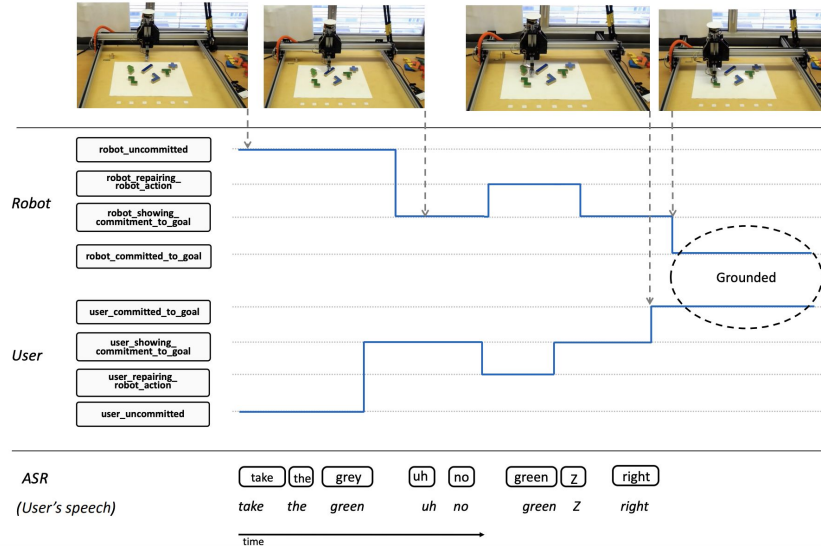 robot_uncommitted
robot_repairing_
robot_action
Robot
robot_showing_
commitment_to_goal
robot_committed_to_goal
Grounded
user_committed_to_goal
User
user_showing_
commitment_to_goal
user_repairing_
robot_action
user_uncommitted
ASR
take the grey uh no green Z right
(User's speech)
take the green uh no green Z right
time